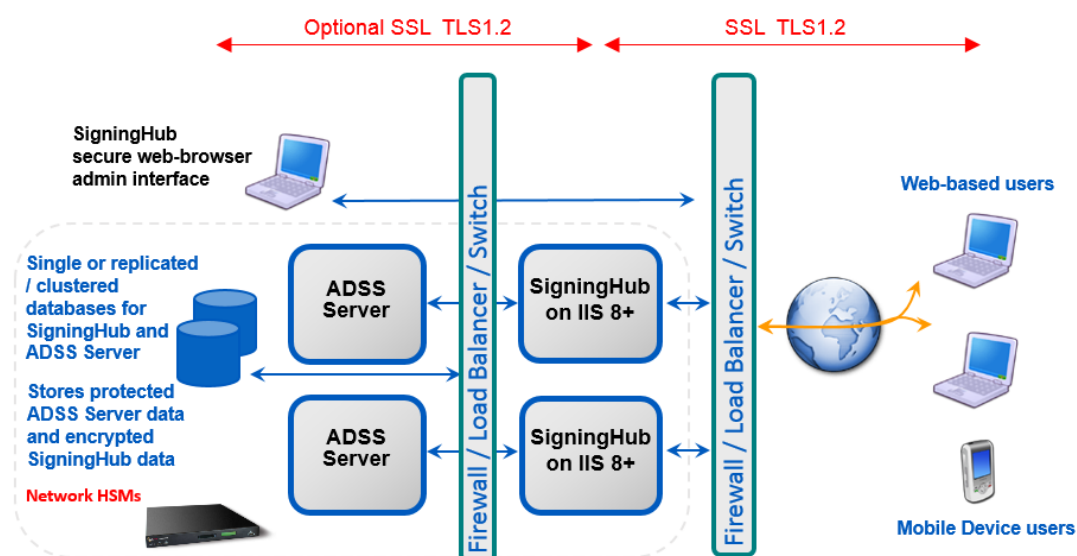 Optional SSL  TLS1.2
SSL  TLS1.2
SigningHub
secure web-browser
admin interface
Firewall / Load Balancer / Switch
Firewall / Load Balancer / Switch
Web-based users
Single or replicated
/ clustered
databases for
SigningHub and
ADSS Server
ADSS
Server
SigningHub
on IIS 8+
Stores protected
ADSS Server data
and encrypted
SigningHub data
ADSS
Server
SigningHub
on IIS 8+
Network HSMs
Mobile Device users